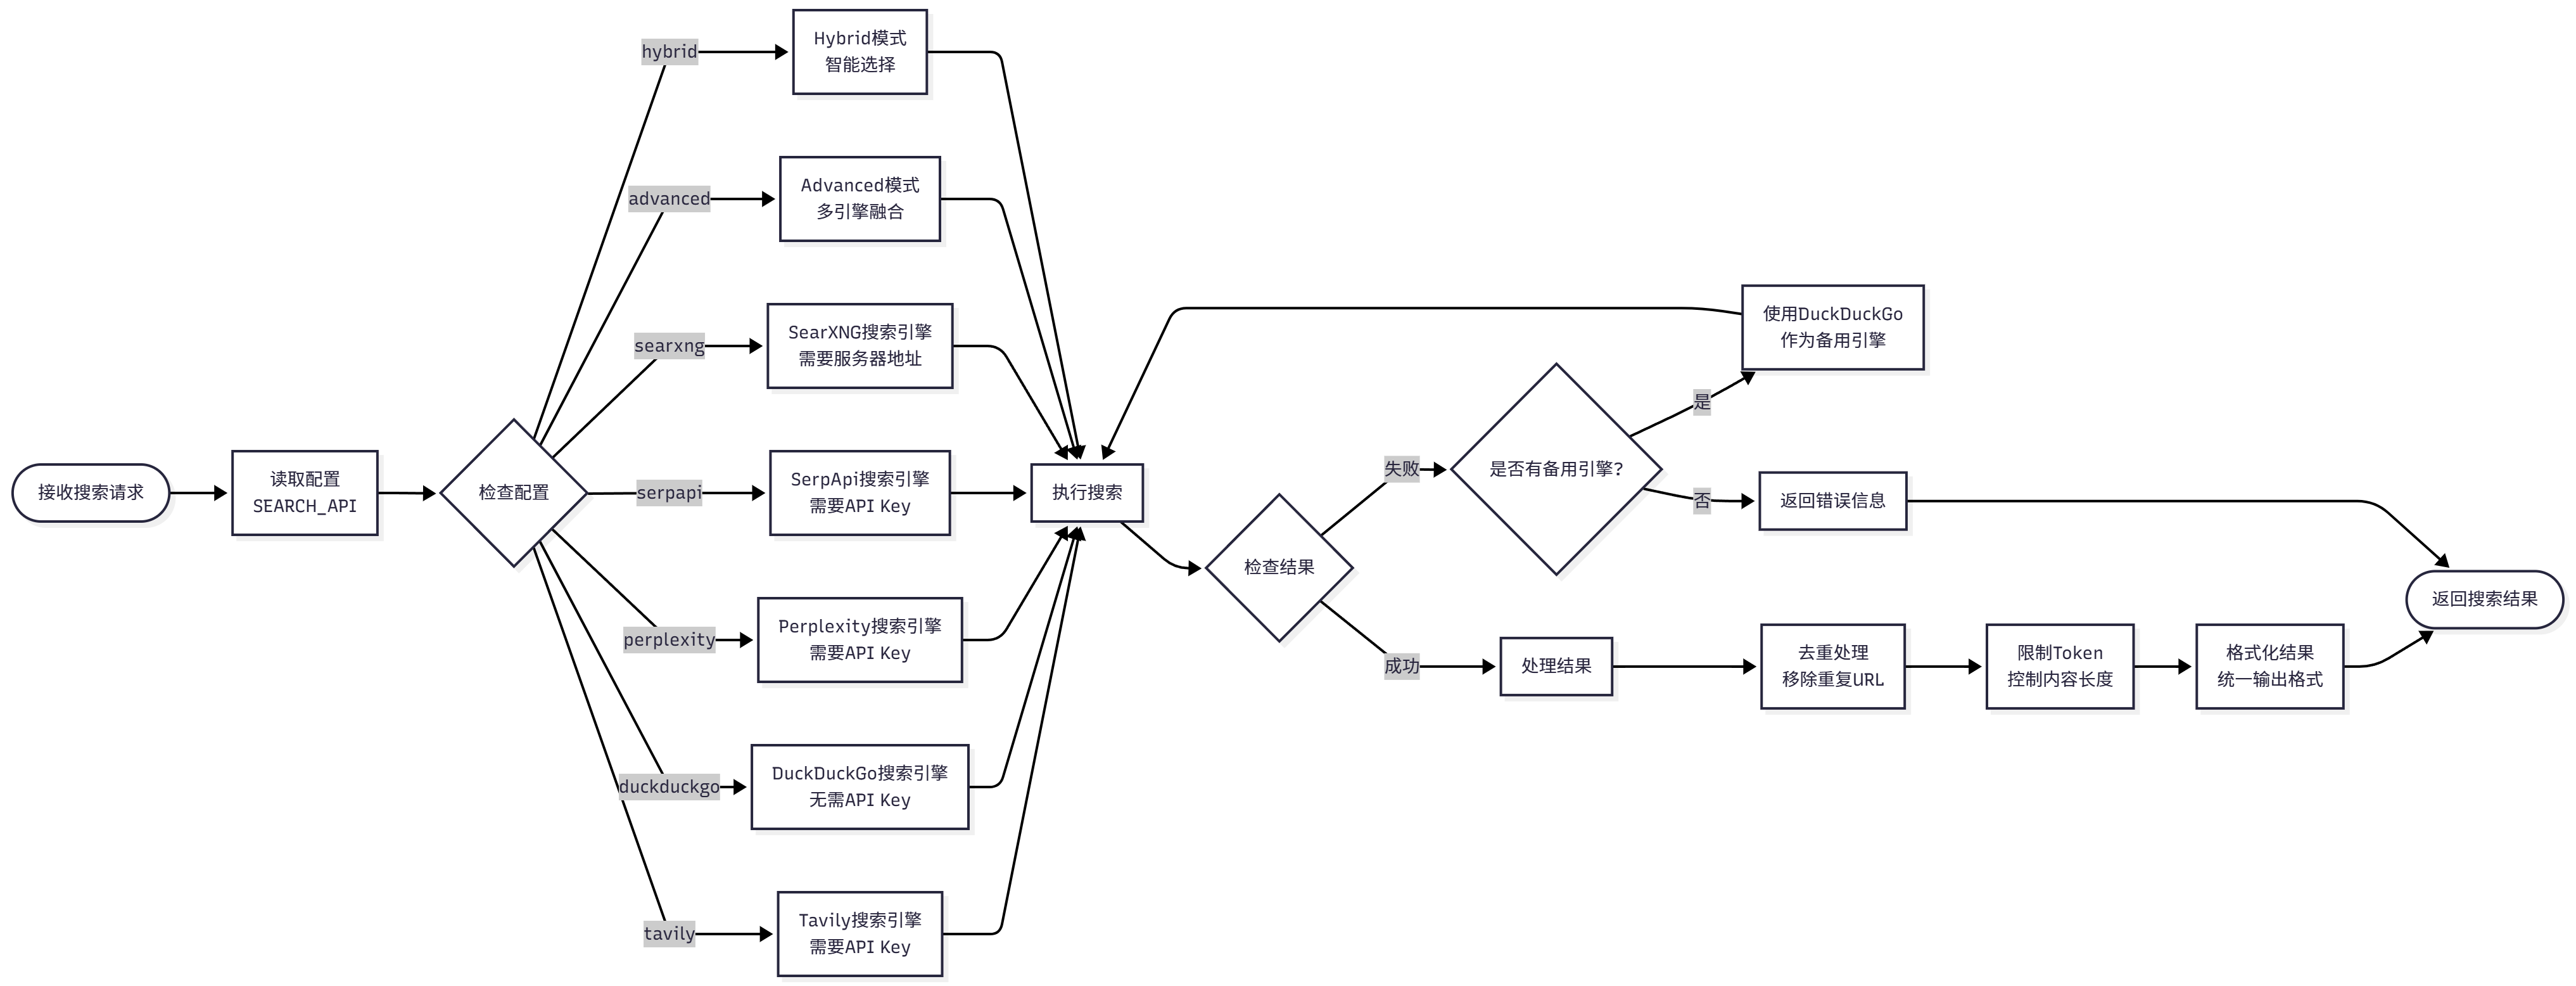 接收搜索请求
读取配置
SEARCH_API
检查配置
hybrid
advanced
searxng
serpapi
perplexity
duckduckgo
tavily
Hybrid模式
智能选择
Advanced模式
多引擎融合
SearXNG搜索引擎
需要服务器地址
SerpApi搜索引擎
需要API Key
Perplexity搜索引擎
需要API Key
DuckDuckGo搜索引擎
无需API Key
Tavily搜索引擎
需要API Key
执行搜索
检查结果
失败
成功
是否有备用引擎?
是
否
使用DuckDuckGo
作为备用引擎
返回错误信息
处理结果
去重处理
移除重复URL
限制Token
控制内容长度
格式化结果
统一输出格式
返回搜索结果